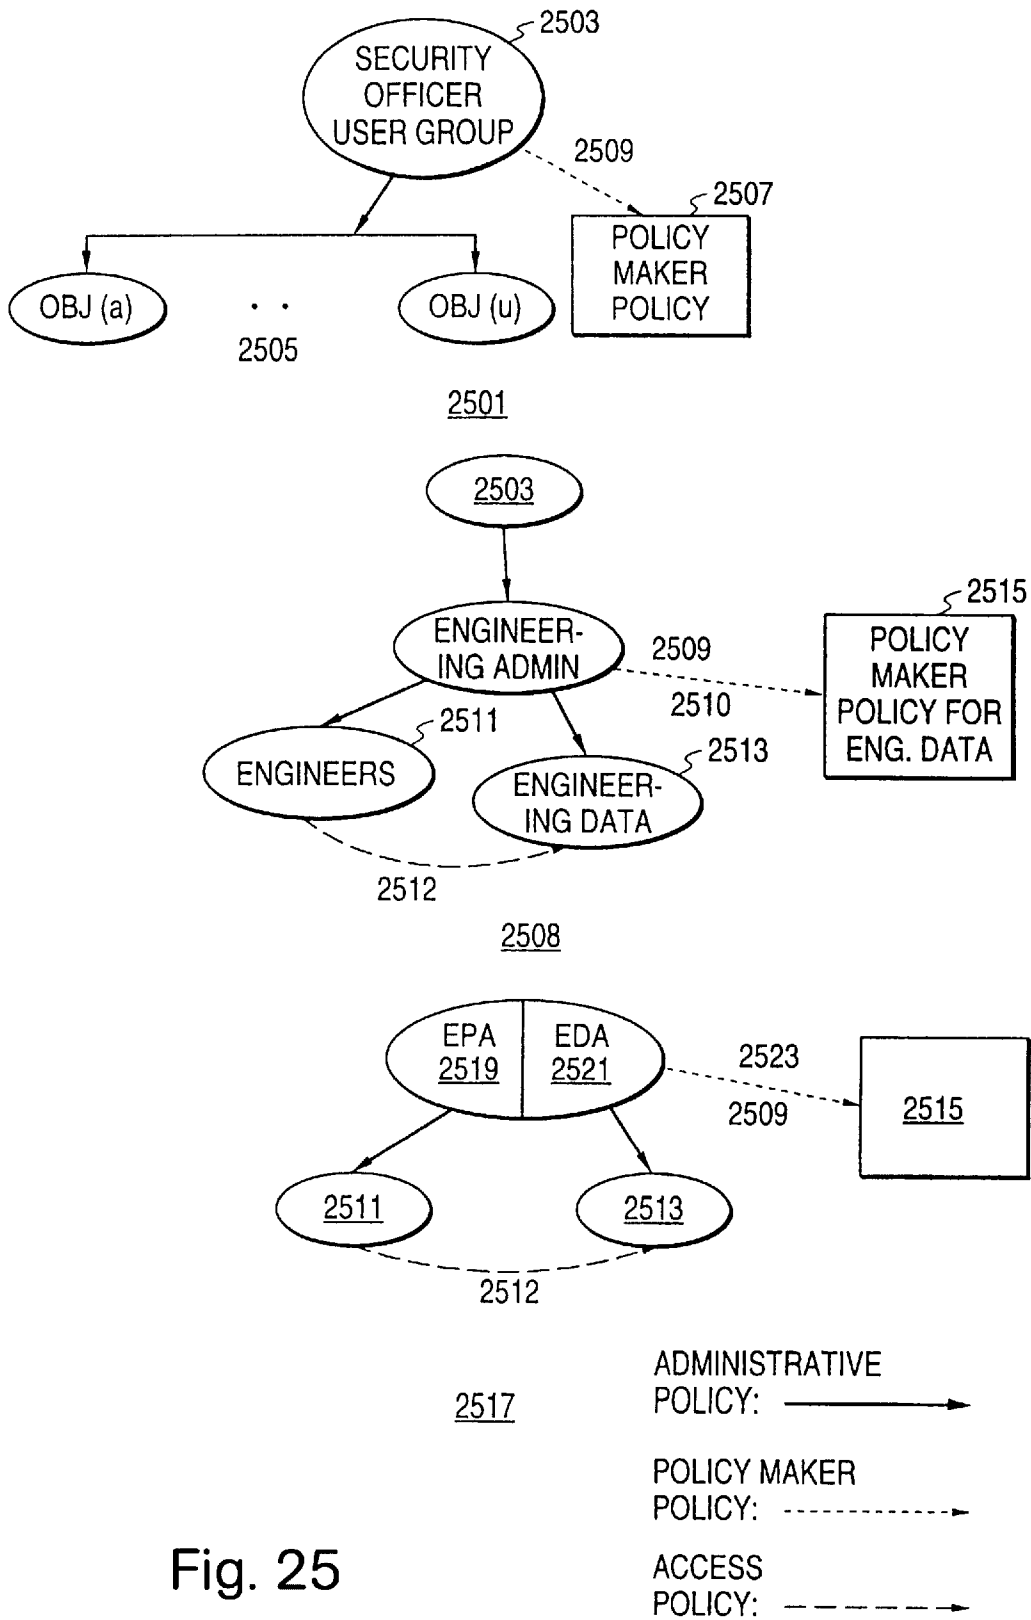 2503
SECURITY
OFFICER
USER GROUP
2509
2507
POLICY
MAKER
POLICY
OBJ (a)
. .
OBJ (u)
2505
2501
2503
2515
ENGINEER-
ING ADMIN
2509
2510
POLICY
MAKER
POLICY FOR
ENG. DATA
2511
2513
ENGINEERS
ENGINEER-
ING DATA
2512
2508
EPA
2519
EDA
2521
2523
2509
2515
2511
2513
2512
2517
ADMINISTRATIVE
POLICY:
POLICY MAKER
POLICY:
ACCESS
POLICY:
Fig. 25